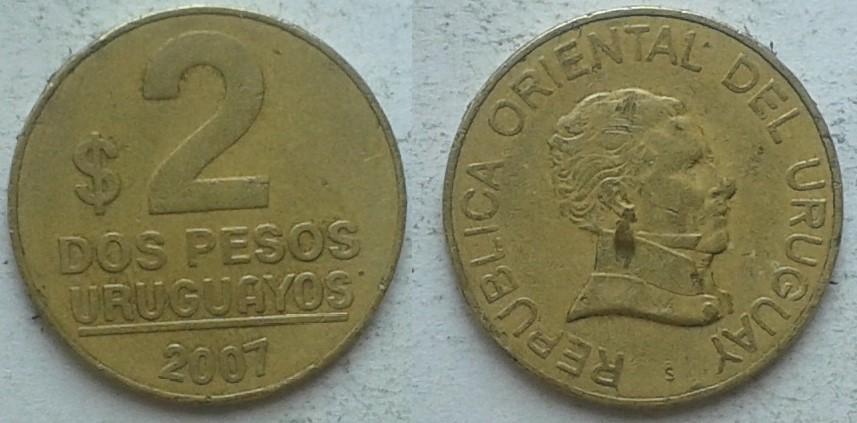 $ 2
DOS PESOS
URUGUAYOS
2007
REPUBLICA ORIENTAL DEL URUGUAY
S